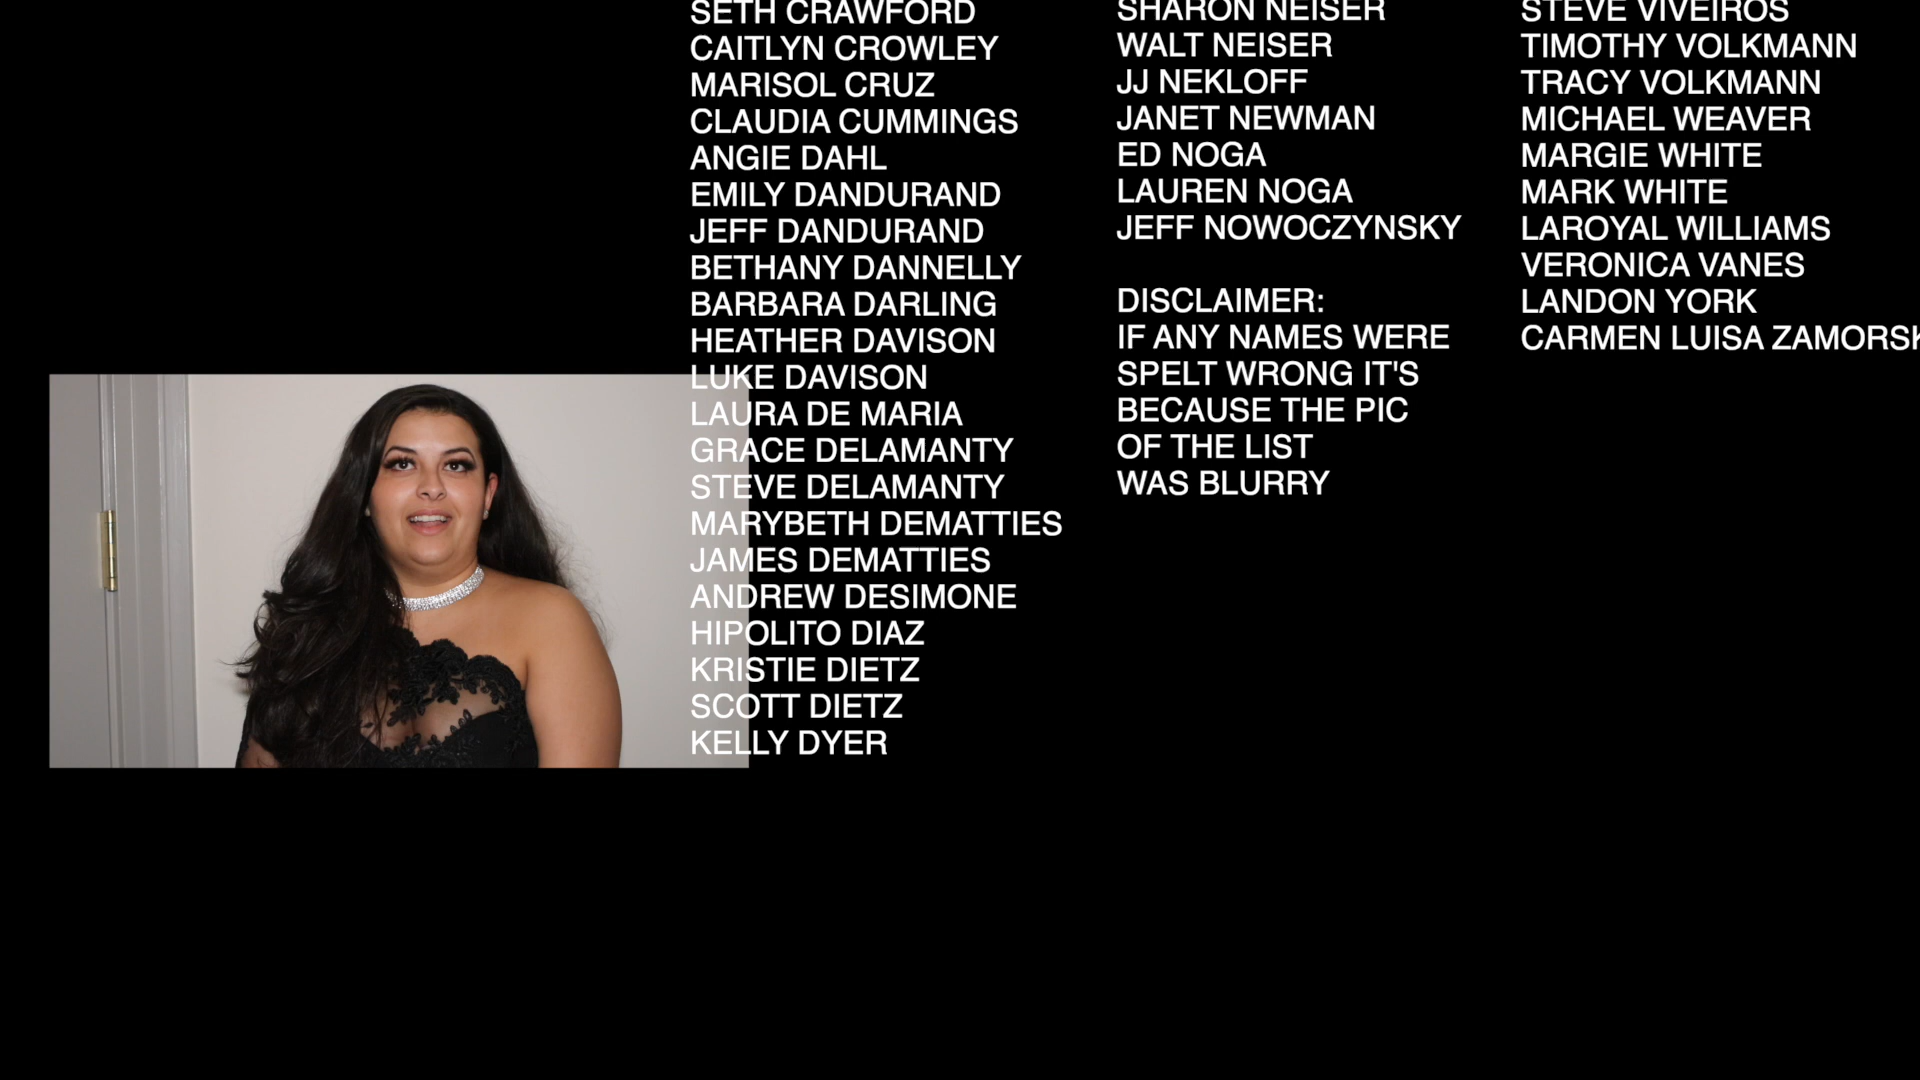 SETH CRAWFORD
CAITLYN CROWLEY
MARISOL CRUZ
CLAUDIA CUMMINGS
ANGIE DAHL
EMILY DANDURAND
JEFF DANDURAND
BETHANY DANNELLY
BARBARA DARLING
HEATHER DAVISON
LUKE DAVISON
LAURA DE MARIA
GRACE DELAMANTY
STEVE DELAMANTY
MARYBETH DEMATTIES
JAMES DEMATTIES
ANDREW DESIMONE
HIPOLITO DIAZ
KRISTIE DIETZ
SCOTT DIETZ
KELLY DYER
SHARON NEISER
WALT NEISER
JJ NEKLOFF
JANET NEWMAN
ED NOGA
LAUREN NOGA
JEFF NOWOCZYNSKY
DISCLAIMER:
IF ANY NAMES WERE
SPELT WRONG IT'S
BECAUSE THE PIC
OF THE LIST
WAS BLURRY
STEVE VIVEIROS
TIMOTHY VOLKMANN
TRACY VOLKMANN
MICHAEL WEAVER
MARGIE WHITE
MARK WHITE
LAROYAL WILLIAMS
VERONICA VANES
LANDON YORK
CARMEN LUISA